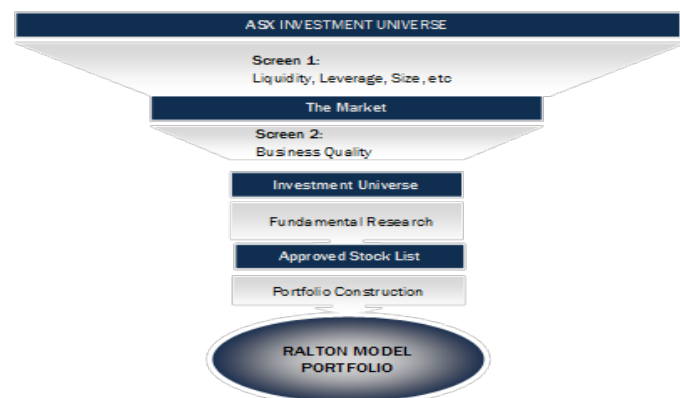 ASX INVESTMENT UNIVERSE
Screen 1:
Liquidity, Leverage, Size, etc
The Market
Screen 2:
Business Quality
Investment Universe
Fundamental Research
Approved Stock List
Portfolio Construction
RALTON MODEL
PORTFOLIO